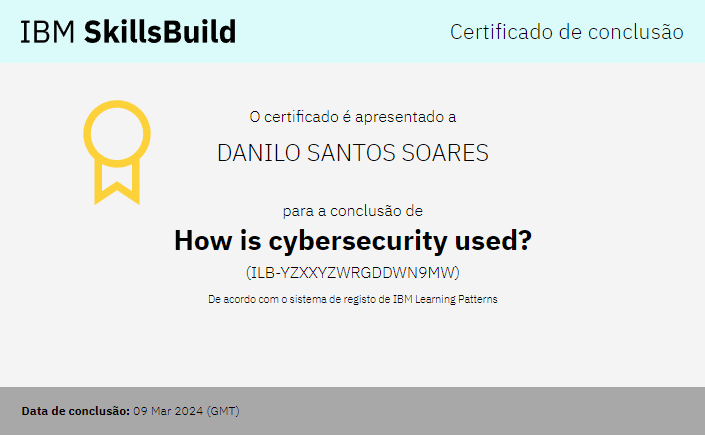 IBM SkillsBuild
Certificado de conclusão
O certificado é apresentado a
DANILO SANTOS SOARES
para a conclusão de
How is cybersecurity used?
(ILB-YZXXYZWRGDDWN9MW)
De acordo com o sistema de registo de IBM Learning Patterns
Data de conclusão: 09 Mar 2024 (GMT)